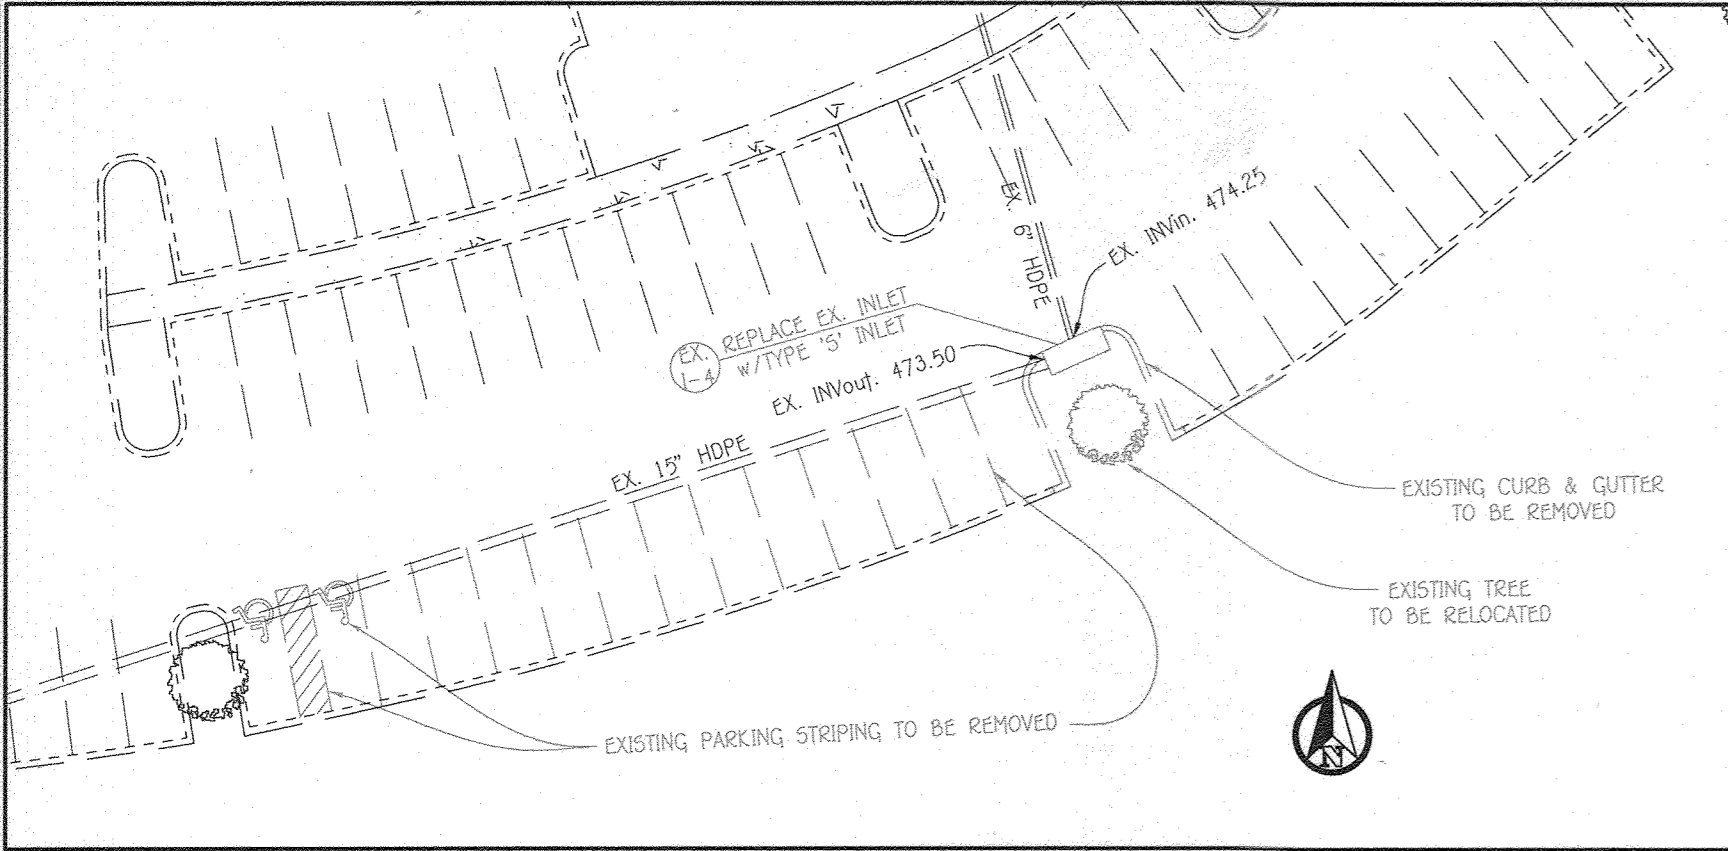 EX. 6" HDPE
EX. INVin. 474.25
EX.
I-4
REPLACE EX. INLET
w/TYPE 'S' INLET
EX. INVout. 473.50
EX. 15" HDPE
EXISTING CURB & GUTTER
TO BE REMOVED
EXISTING TREE
TO BE RELOCATED
EXISTING PARKING STRIPING TO BE REMOVED
N